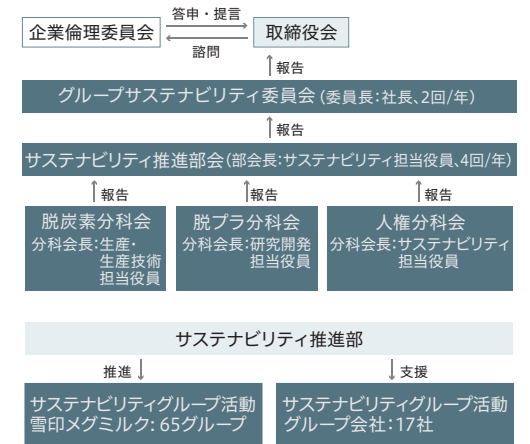 答申・提言
企業倫理委員会
取締役会
諮問
報告
グループサステナビリティ委員会(委員長:社長、2回/年)
報告
サステナビリティ推進部会(部会長:サステナビリティ担当役員、4回/年)
報告
報告
報告
脱炭素分科会
分科会長:生産・
生産技術
担当役員
脱プラ分科会
分科会長:研究開発
担当役員
人権分科会
分科会長:サステナビリティ
担当役員
サステナビリティ推進部
推進
支援
サステナビリティグループ活動
雪印メグミルク: 65グループ
サステナビリティグループ活動
グループ会社:17社